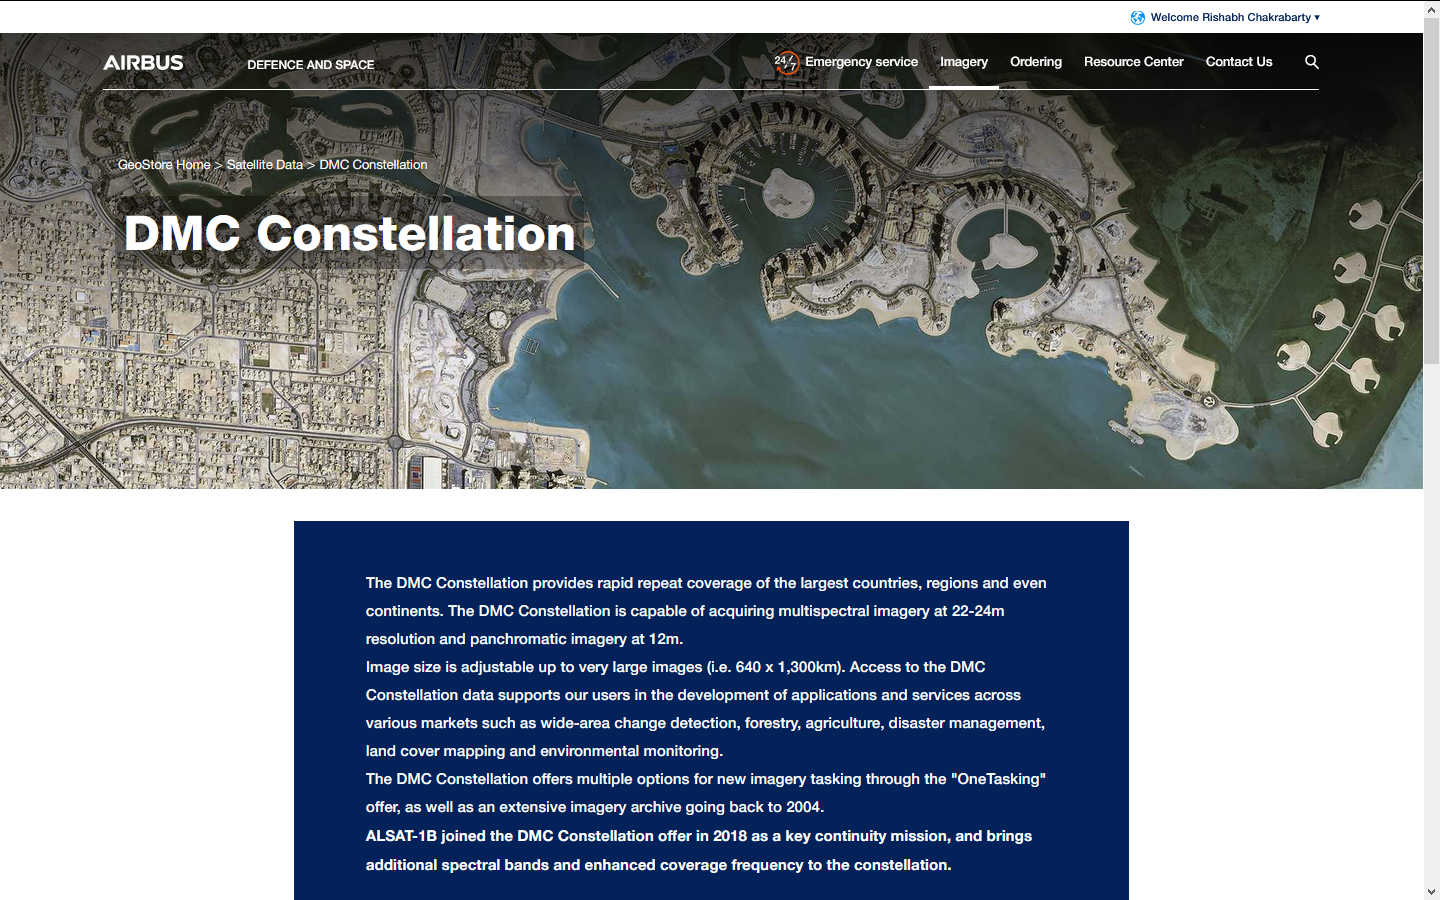 Welcome Rishabh Chakrabarty ▾
AIRBUS DEFENCE AND SPACE 24/7 Emergency service Imagery Ordering Resource Center Contact Us
GeoStore Home > Satellite Data > DMC Constellation
DMC Constellation
The DMC Constellation provides rapid repeat coverage of the largest countries, regions and even
continents. The DMC Constellation is capable of acquiring multispectral imagery at 22-24m
resolution and panchromatic imagery at 12m.
Image size is adjustable up to very large images (i.e. 640 x 1,300km). Access to the DMC
Constellation data supports our users in the development of applications and services across
various markets such as wide-area change detection, forestry, agriculture, disaster management,
land cover mapping and environmental monitoring.
The DMC Constellation offers multiple options for new imagery tasking through the "OneTasking"
offer, as well as an extensive imagery archive going back to 2004.
ALSAT-1B joined the DMC Constellation offer in 2018 as a key continuity mission, and brings
additional spectral bands and enhanced coverage frequency to the constellation.